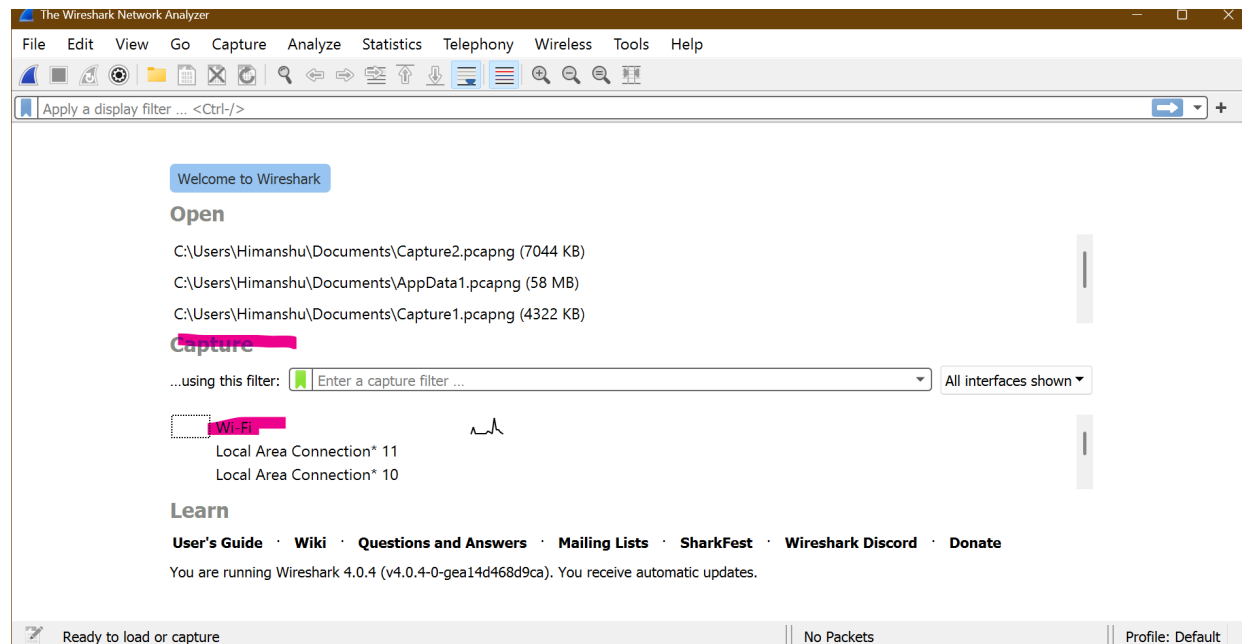 The Wireshark Network Analyzer
File Edit View Go Capture Analyze Statistics Telephony Wireless Tools Help
Apply a display filter ... <Ctrl-/>
+
Welcome to Wireshark
Open
C:\Users\Himanshu\Documents\Capture2.pcapng (7044 KB)
C:\Users\Himanshu\Documents\AppData1.pcapng (58 MB)
C:\Users\Himanshu\Documents\Capture1.pcapng (4322 KB)
Capture
...using this filter: Enter a capture filter ... All interfaces shown
Wi-Fi
Local Area Connection* 11
Local Area Connection* 10
Learn
User's Guide · Wiki · Questions and Answers · Mailing Lists · SharkFest · Wireshark Discord · Donate
You are running Wireshark 4.0.4 (v4.0.4-0-gea14d468d9ca). You receive automatic updates.
Ready to load or capture No Packets Profile: Default